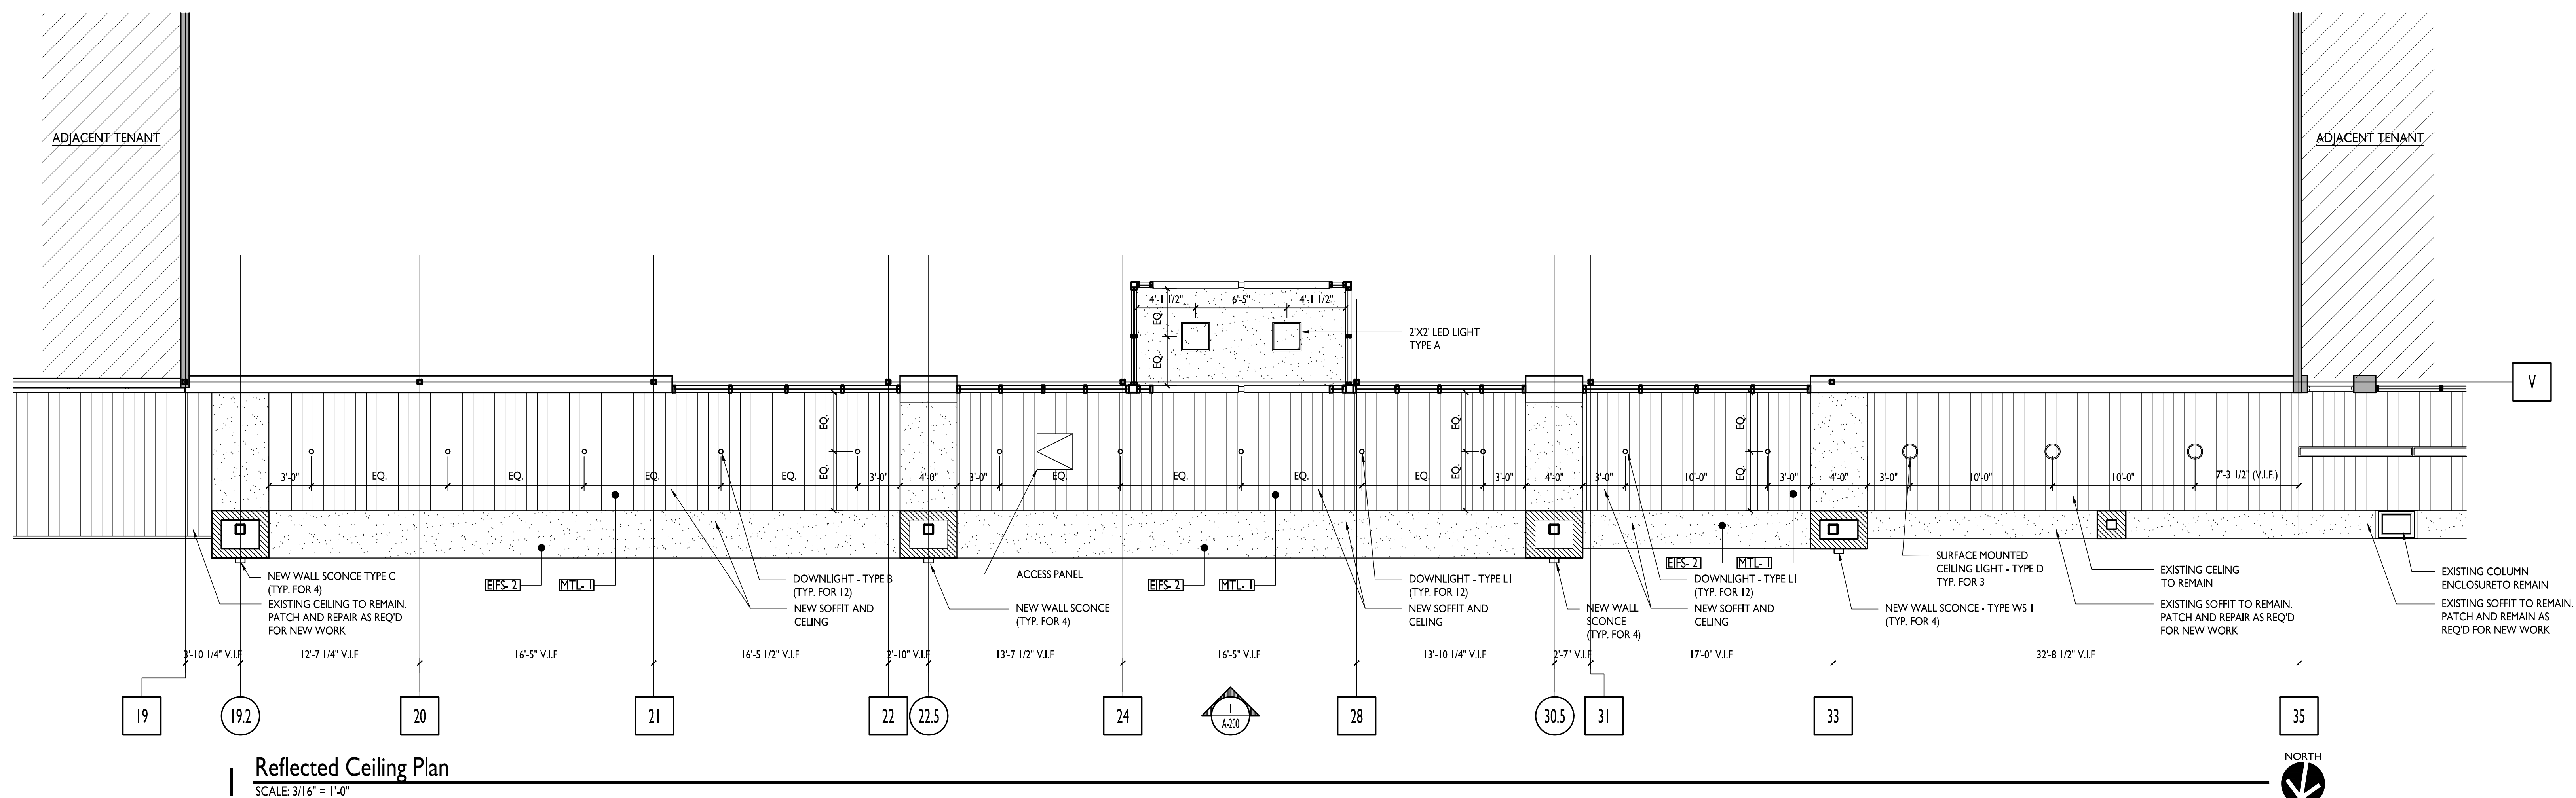 ADJACENT TENANT
ADJACENT TENANT
4'-1 1/2"
6'-5"
4'-1 1/2"
EQ.
EQ.
2'X2' LED LIGHT
TYPE A
V
EQ.
EQ.
EQ.
EQ.
EQ.
EQ.
3'-0"
EQ.
EQ.
EQ.
EQ.
3'-0"
4'-0"
3'-0"
EQ.
EQ.
EQ.
EQ.
3'-0"
4'-0"
3'-0"
10'-0"
3'-0"
4'-0"
3'-0"
10'-0"
10'-0"
7'-3 1/2" (V.I.F.)
NEW WALL SCONCE TYPE C
(TYP. FOR 4)
EXISTING CEILING TO REMAIN.
PATCH AND REPAIR AS REQ'D
FOR NEW WORK
EIFS- 2
MTL- 1
DOWNLIGHT - TYPE B
(TYP. FOR 12)
NEW SOFFIT AND
CELING
ACCESS PANEL
NEW WALL SCONCE
(TYP. FOR 4)
EIFS- 2
MTL- 1
DOWNLIGHT - TYPE L1
(TYP. FOR 12)
NEW SOFFIT AND
CELING
NEW WALL
SCONCE
(TYP. FOR 4)
EIFS- 2
MTL- 1
DOWNLIGHT - TYPE L1
(TYP. FOR 12)
NEW SOFFIT AND
CELING
SURFACE MOUNTED
CEILING LIGHT - TYPE D
TYP. FOR 3
NEW WALL SCONCE - TYPE WS 1
(TYP. FOR 4)
EXISTING CEILING
TO REMAIN
EXISTING SOFFIT TO REMAIN.
PATCH AND REPAIR AS REQ'D
FOR NEW WORK
EXISTING COLUMN
ENCLOSURETO REMAIN
EXISTING SOFFIT TO REMAIN.
PATCH AND REMAIN AS
REQ'D FOR NEW WORK
3'-10 1/4" V.I.F
12'-7 1/4" V.I.F
16'-5" V.I.F
16'-5 1/2" V.I.F
2'-10" V.I.F
13'-7 1/2" V.I.F
16'-5" V.I.F
13'-10 1/4" V.I.F
2'-7" V.I.F
17'-0" V.I.F
32'-8 1/2" V.I.F
19
19.2
20
21
22
22.5
24
1
A-200
28
30.5
31
33
35
NORTH
1
Reflected Ceiling Plan
SCALE: 3/16" = 1'-0"